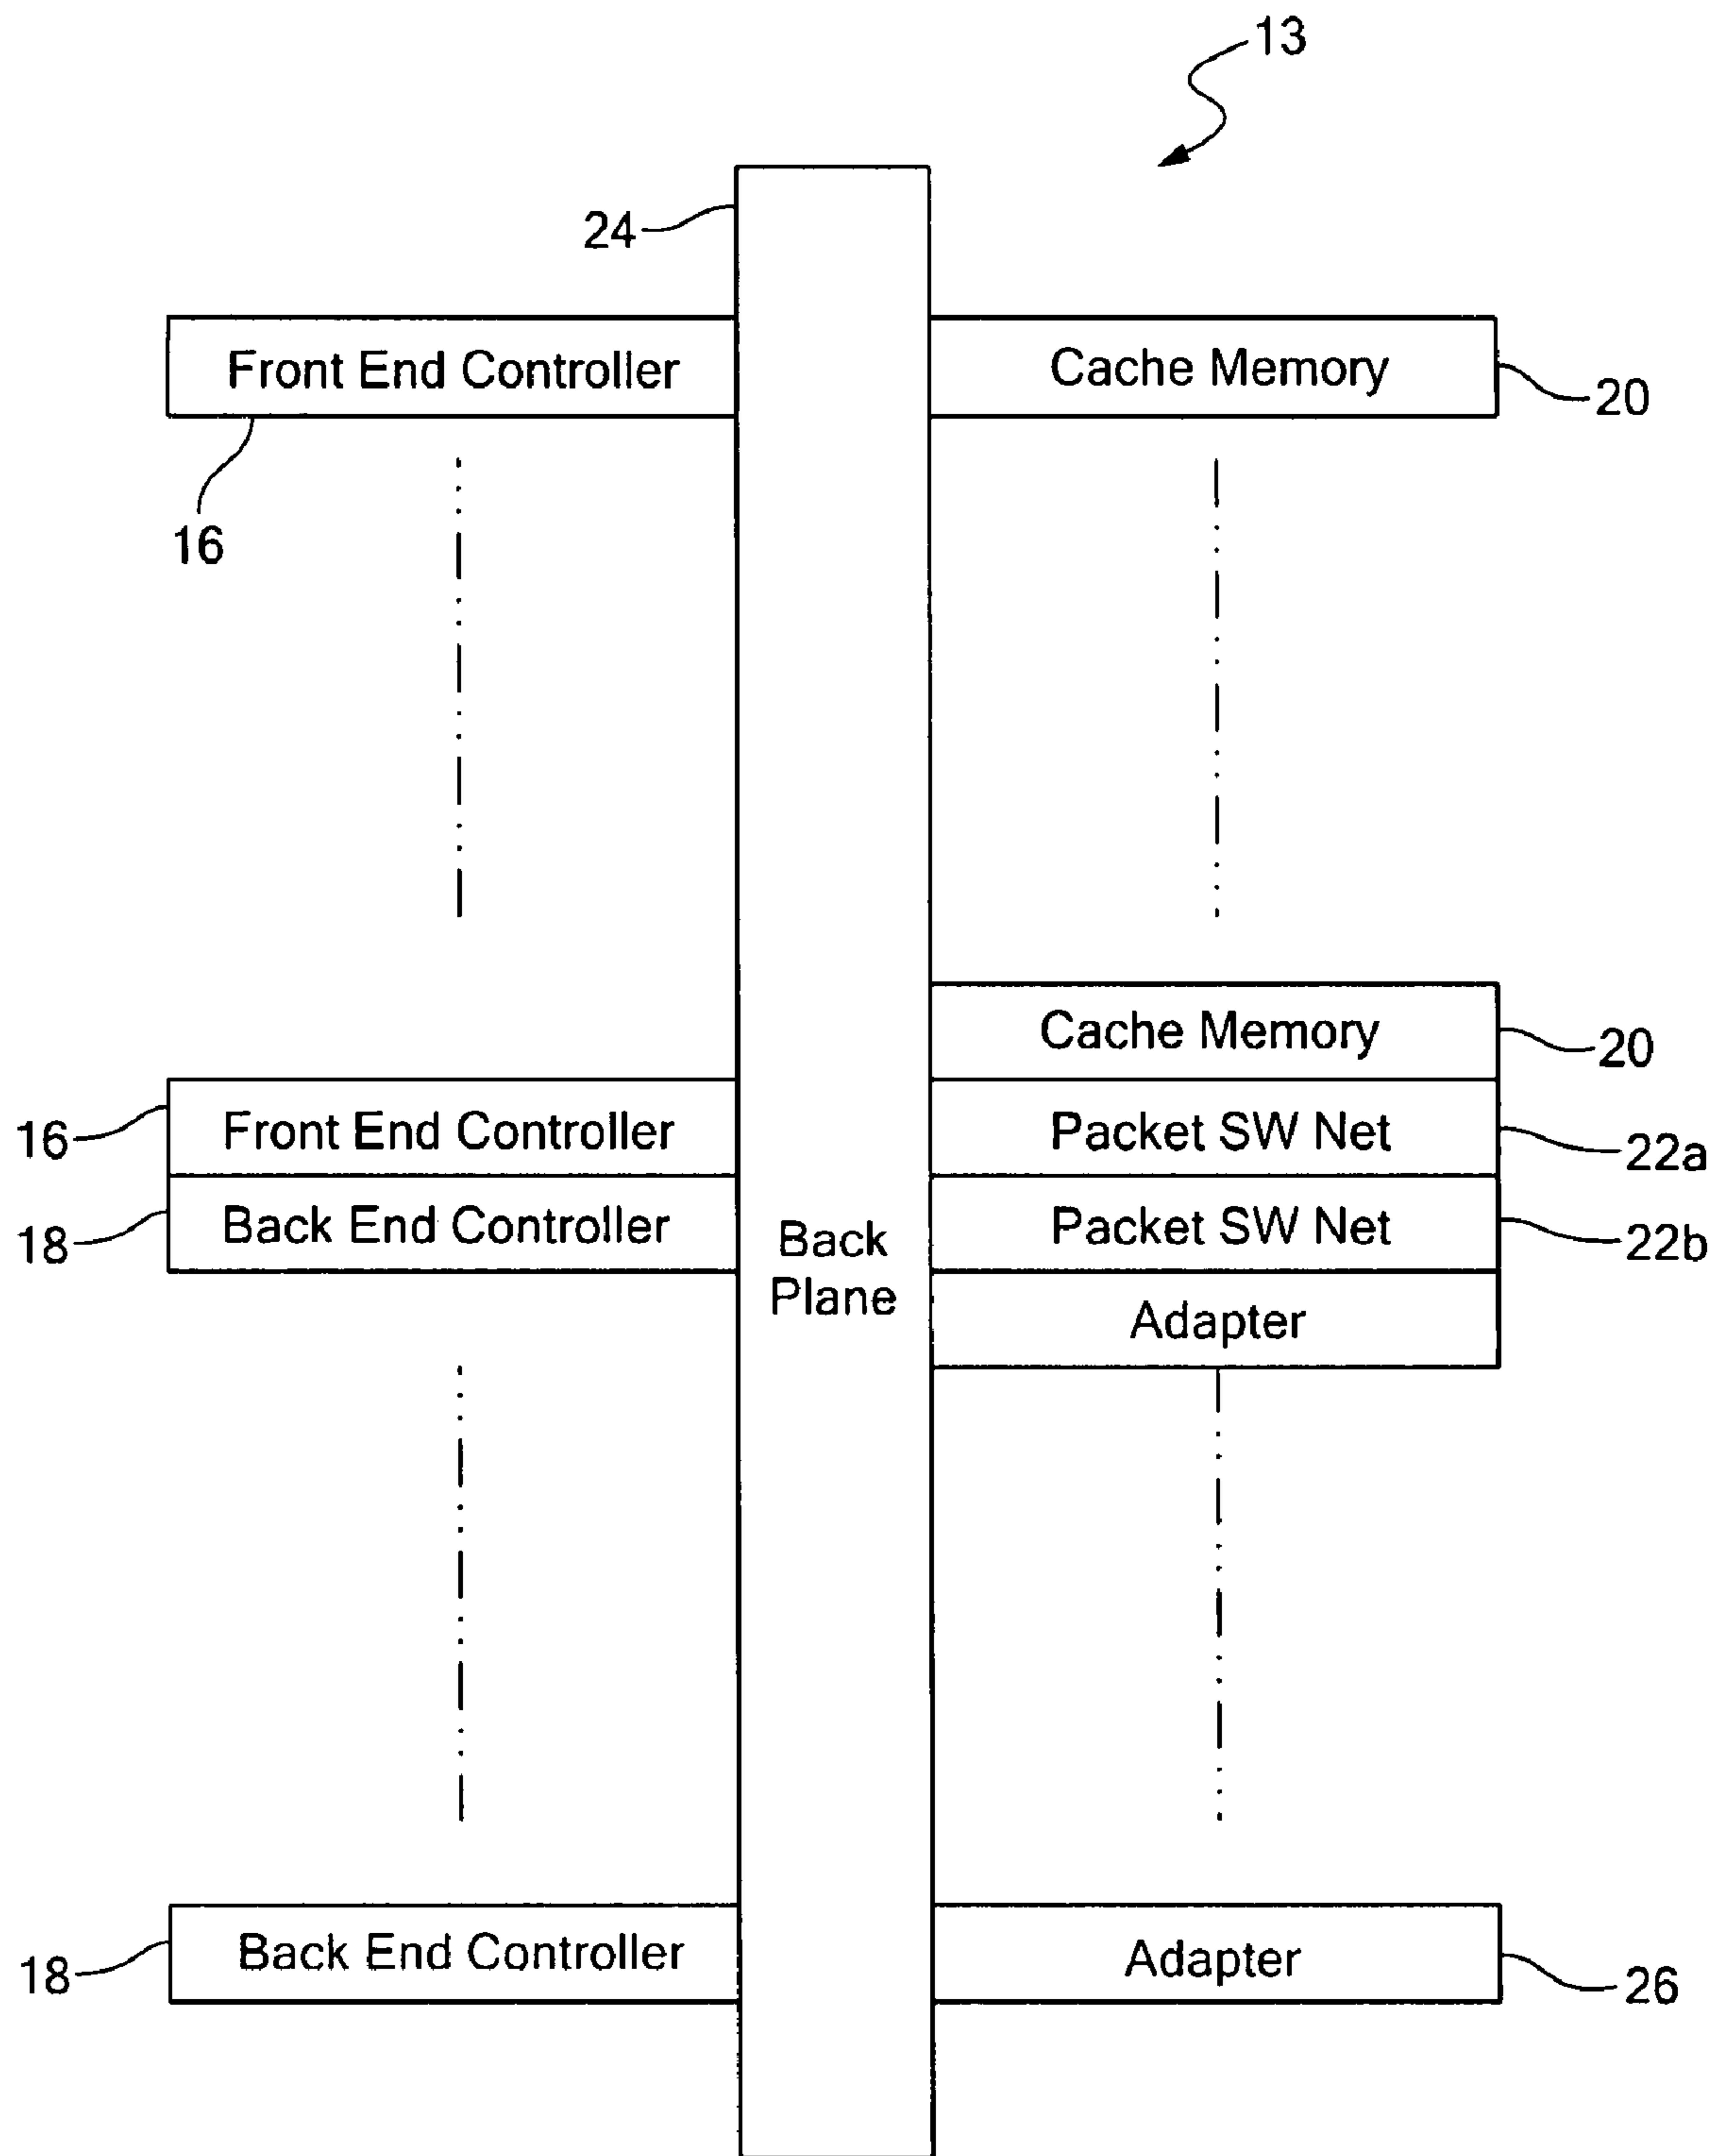 13
24
Front End Controller
Cache Memory
20
16
Cache Memory
20
16
Front End Controller
Packet SW Net
22a
18
Back End Controller
Packet SW Net
22b
Back
Plane
Adapter
18
Back End Controller
Adapter
26